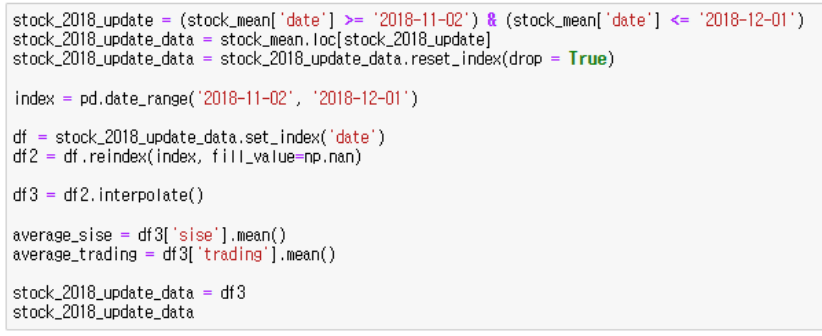 stock_2018_update = (stock_mean['date'] >= '2018-11-02') & (stock_mean['date'] <= '2018-12-01')
stock_2018_update_data = stock_mean.loc[stock_2018_update]
stock_2018_update_data = stock_2018_update_data.reset_index(drop = True)
index = pd.date_range('2018-11-02', '2018-12-01')
df = stock_2018_update_data.set_index('date')
df2 = df.reindex(index, fill_value=np.nan)
df3 = df2.interpolate()
average_sise = df3['sise'].mean()
average_trading = df3['trading'].mean()
stock_2018_update_data = df3
stock_2018_update_data